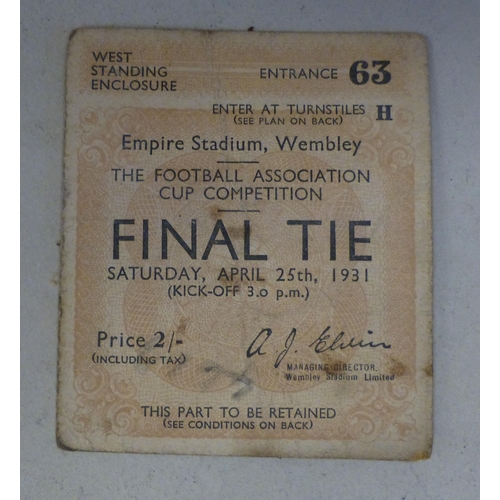 WEST
STANDING
ENCLOSURE
ENTRANCE 63
ENTER AT TURNSTILES H
(SEE PLAN ON BACK)
Empire Stadium, Wembley
THE FOOTBALL ASSOCIATION
CUP COMPETITION
FINAL TIE
SATURDAY, APRIL 25th, 1931
(KICK-OFF 3.0 p.m.)
Price 2/-
(INCLUDING TAX)
A. J. Elvin
MANAGING DIRECTOR,
Wembley Stadium Limited
THIS PART TO BE RETAINED
(SEE CONDITIONS ON BACK)